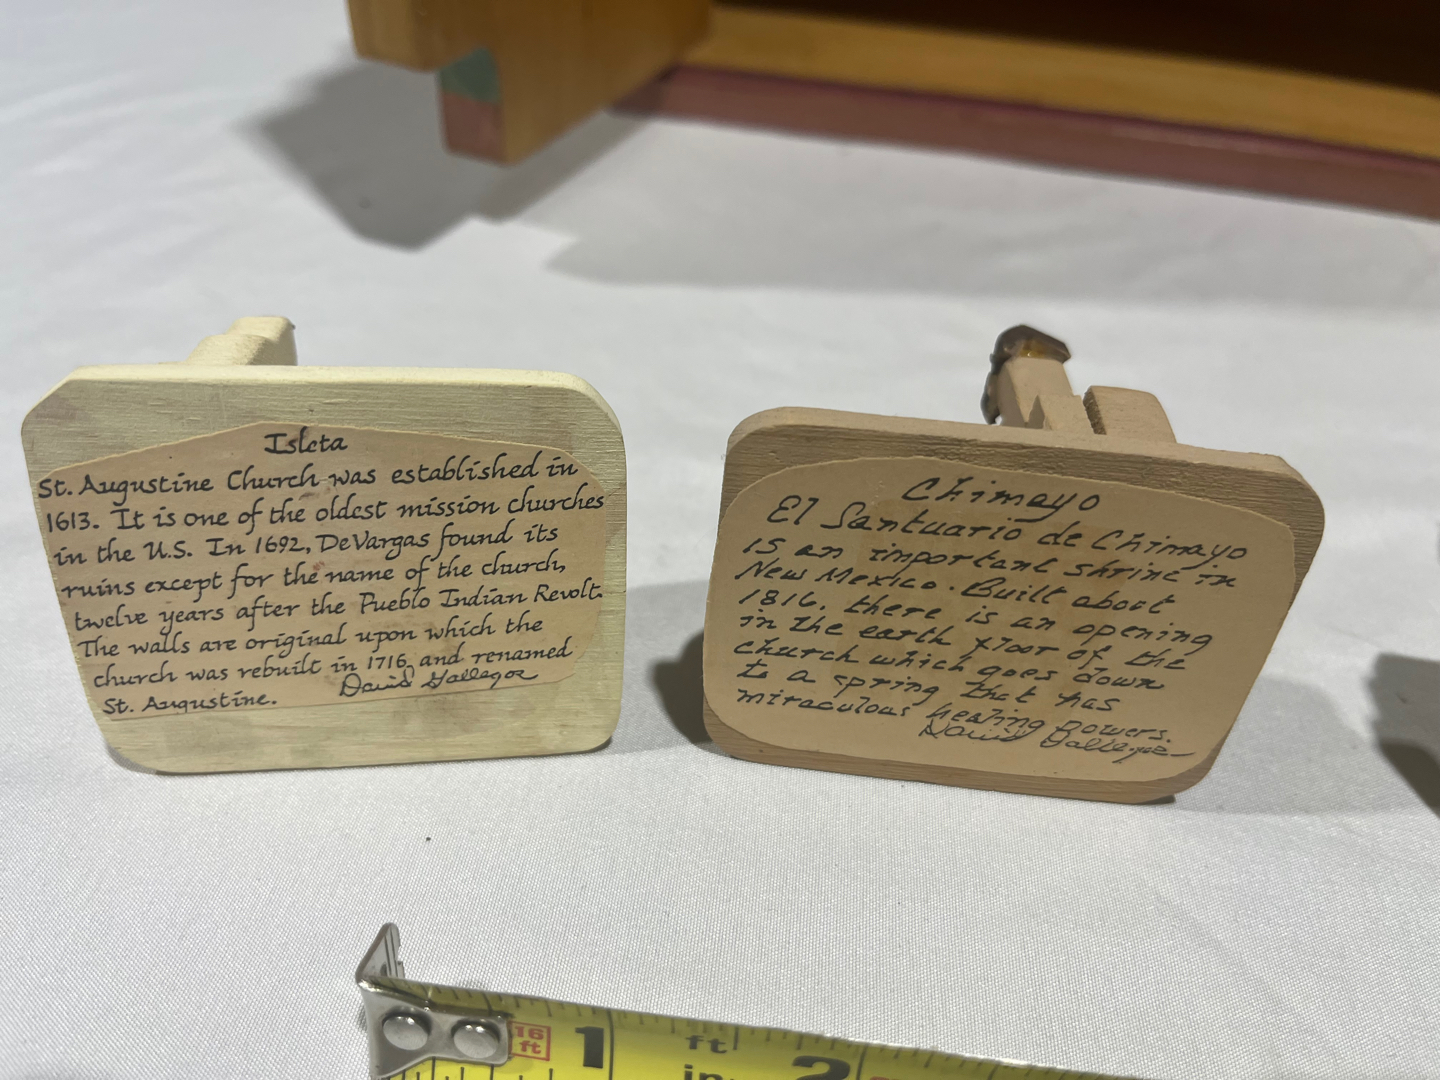 Isleta
St. Augustine Church was established in
1613. It is one of the oldest mission churches
in the U.S. In 1692, DeVargas found its
ruins except for the name of the church,
twelve years after the Pueblo Indian Revolt.
The walls are original upon which the
church was rebuilt in 1716, and renamed
St. Augustine.
David Gallegos
Chimayo
El Santuario de Chimayo
is an important shrine in
New Mexico. Built about
1816. there is an opening
in the earth floor of the
church which goes down
to a spring that has
miraculous healing powers.
David Gallegos
16
ft
1
ft
in
2